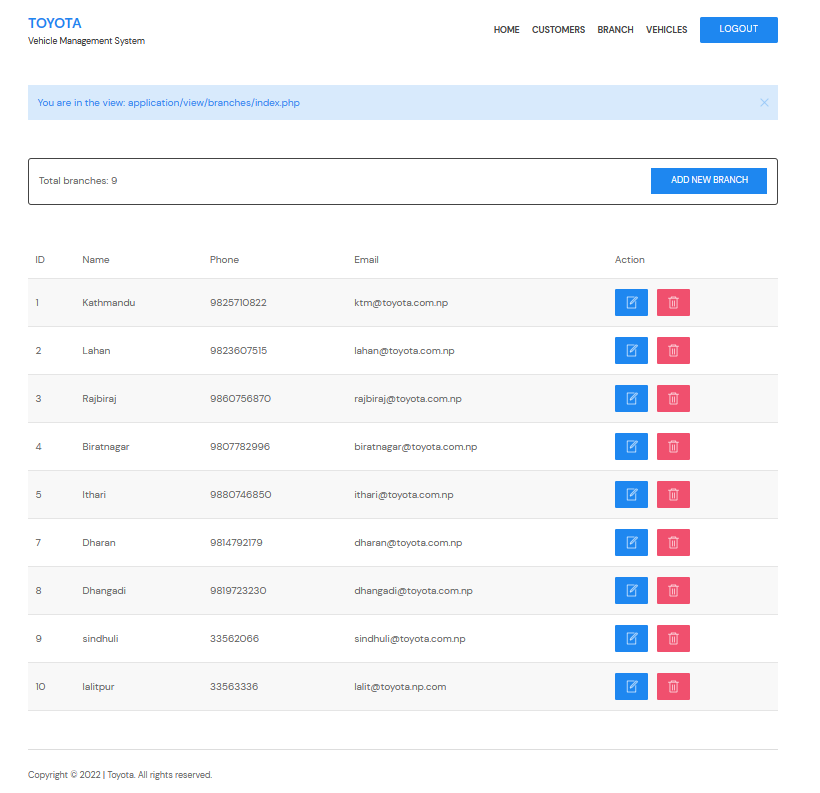 TOYOTA
Vehicle Management System
HOME CUSTOMERS BRANCH VEHICLES LOGOUT
You are in the view: application/view/branches/index.php
Total branches: 9 ADD NEW BRANCH
ID Name Phone Email Action
1 Kathmandu 9825710822 ktm@toyota.com.np
2 Lahan 9823607515 lahan@toyota.com.np
3 Rajbiraj 9860756870 rajbiraj@toyota.com.np
4 Biratnagar 9807782996 biratnagar@toyota.com.np
5 Ithari 9880746850 ithari@toyota.com.np
7 Dharan 9814792179 dharan@toyota.com.np
8 Dhangadi 9819723230 dhangadi@toyota.com.np
9 sindhuli 33562066 sindhuli@toyota.com.np
10 lalitpur 33563336 lalit@toyota.np.com
Copyright © 2022 | Toyota. All rights reserved.